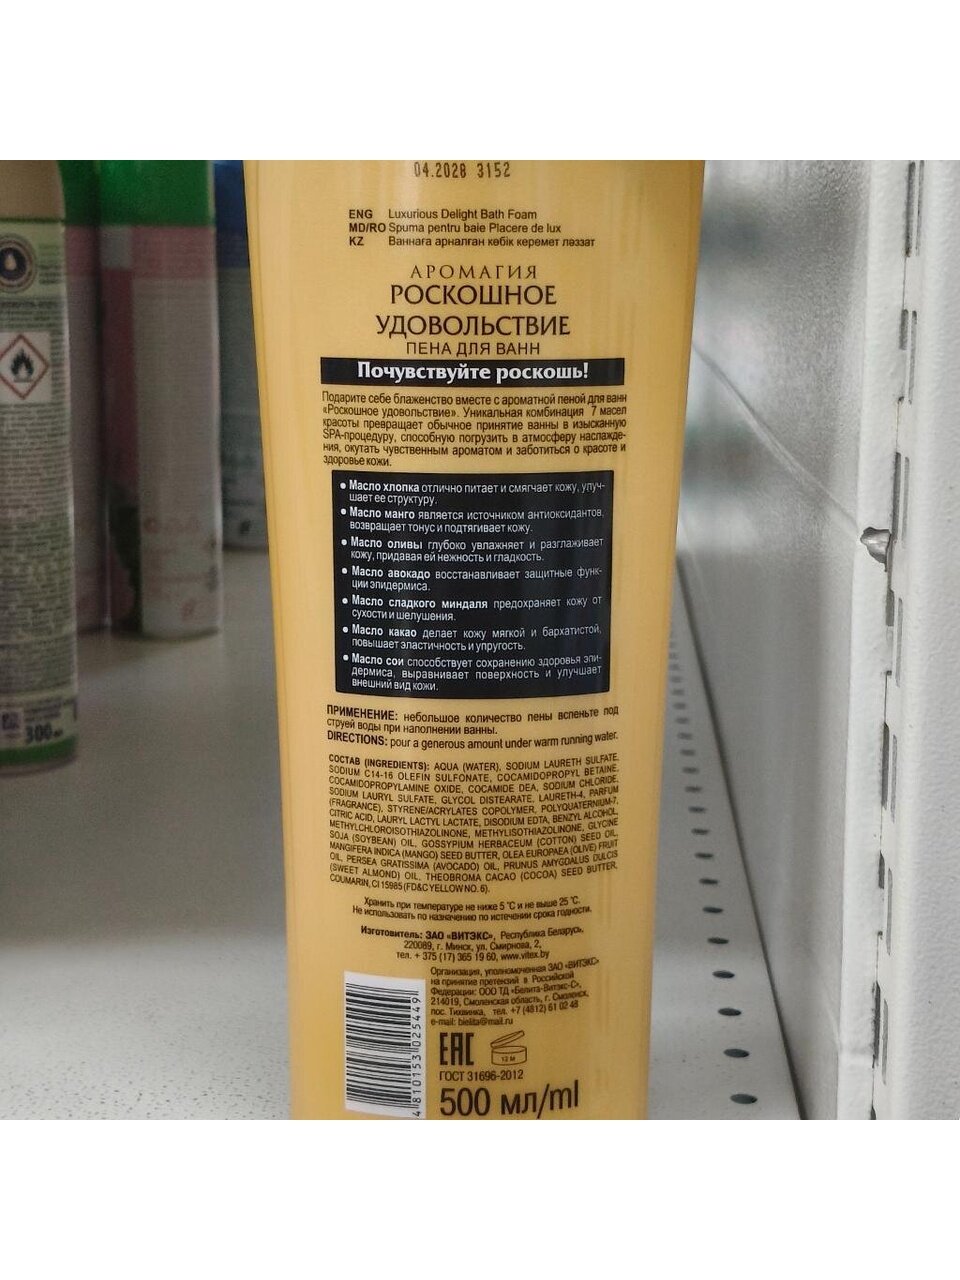 04.2028 3152
ENG Luxurious Delight Bath Foam
MD/RO Spuma pentru baie Placere de lux
KZ Ваннаға арналған көбік керемет ләззат
АРОМАГИЯ
РОСКОШНОЕ
УДОВОЛЬСТВИЕ
ПЕНА ДЛЯ ВАНН
Почувствуйте роскошь!
Подарите себе блаженство вместе с ароматной пеной для ванн
«Роскошное удовольствие». Уникальная комбинация 7 масел
красоты превращает обычное принятие ванны в изысканную
SPA-процедуру, способную погрузить в атмосферу наслажде-
ния, окутать чувственным ароматом и заботиться о красоте и
здоровье кожи.
• Масло хлопка отлично питает и смягчает кожу, улуч-
шает ее структуру.
• Масло манго является источником антиоксидантов,
возвращает тонус и подтягивает кожу.
• Масло оливы глубоко увлажняет и разглаживает
кожу, придавая ей нежность и гладкость.
• Масло авокадо восстанавливает защитные функ-
ции эпидермиса.
• Масло сладкого миндаля предохраняет кожу от
сухости и шелушения.
• Масло какао делает кожу мягкой и бархатистой,
повышает эластичность и упругость.
• Масло сои способствует сохранению здоровья эпи-
дермиса, выравнивает поверхность и улучшает
внешний вид кожи.
ПРИМЕНЕНИЕ: небольшое количество пены вспеньте под
струей воды при наполнении ванны.
DIRECTIONS: pour a generous amount under warm running water.
СОСТАВ (INGREDIENTS): AQUA (WATER), SODIUM LAURETH SULFATE,
SODIUM C14-16 OLEFIN SULFONATE, COCAMIDOPROPYL BETAINE,
COCAMIDOPROPYLAMINE OXIDE, COCAMIDE DEA, SODIUM CHLORIDE,
SODIUM LAURYL SULFATE, GLYCOL DISTEARATE, LAURETH-4, PARFUM
(FRAGRANCE), STYRENE/ACRYLATES COPOLYMER, POLYQUATERNIUM-7,
CITRIC ACID, LAURYL LACTYL LACTATE, DISODIUM EDTA, BENZYL ALCOHOL,
METHYLCHLOROISOTHIAZOLINONE, METHYLISOTHIAZOLINONE, GLYCINE
SOJA (SOYBEAN) OIL, GOSSYPIUM HERBACEUM (COTTON) SEED OIL,
MANGIFERA INDICA (MANGO) SEED BUTTER, OLEA EUROPAEA (OLIVE) FRUIT
OIL, PERSEA GRATISSIMA (AVOCADO) OIL, PRUNUS AMYGDALUS DULCIS
(SWEET ALMOND) OIL, THEOBROMA CACAO (COCOA) SEED BUTTER,
COUMARIN, CI 15985 (FD&C YELLOW NO. 6).
Хранить при температуре не ниже 5 °С и не выше 25 °С.
Не использовать по назначению по истечении срока годности.
Изготовитель: ЗАО «ВИТЭКС», Республика Беларусь,
220089, г. Минск, ул. Смирнова, 2,
тел. + 375 (17) 365 19 60, www.vitex.by
Организация, уполномоченная ЗАО «ВИТЭКС»
на принятие претензий в Российской
Федерации: ООО ТД «Белита-Витэкс-С»,
214019, Смоленская область, г. Смоленск,
пос. Тихвинка, тел. +7 (4812) 61 02 48
e-mail: bielita@mail.ru
4 810153 025449
ЕАС
12 M
ГОСТ 31696-2012
500 мл/ml
300 мл